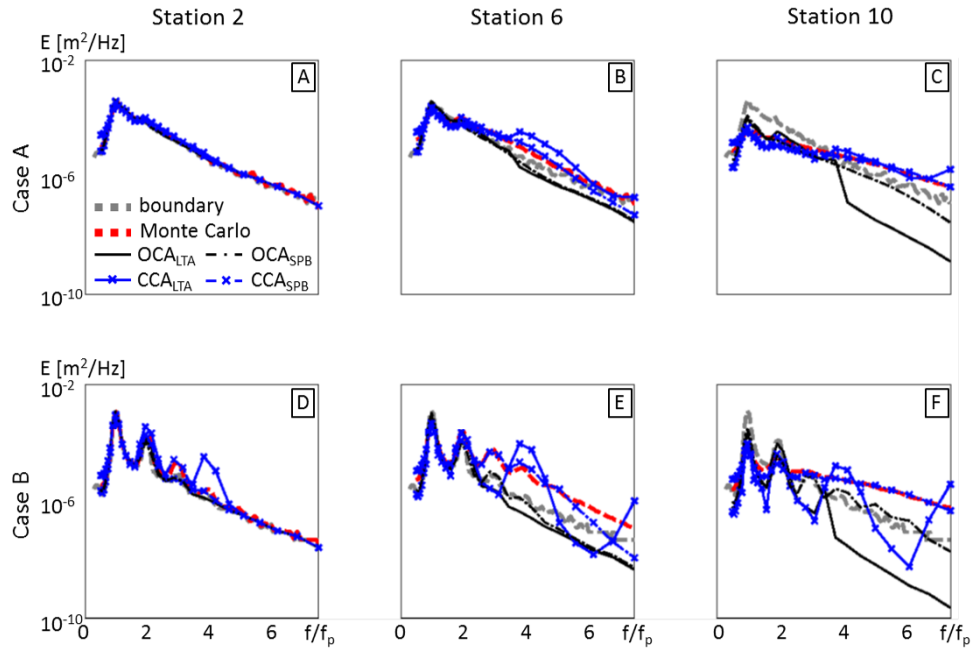 Station 2 Station 6 Station 10
E [m²/Hz]
10⁻² A B C
Case A
10⁻⁶
boundary
Monte Carlo
OCA_LTA OCA_SPB
CCA_LTA CCA_SPB
10⁻¹⁰
E [m²/Hz]
10⁻² D E F
Case B
10⁻⁶
10⁻¹⁰
0 2 4 6 f/f_p 0 2 4 6 f/f_p 0 2 4 6 f/f_p